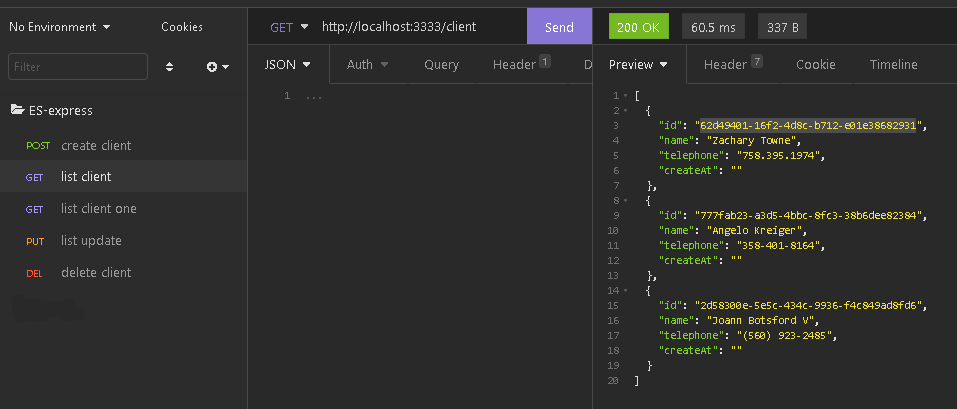 No Environment
Cookies
Filter
ES-express
POST create client
GET list client
GET list client one
PUT list update
DEL delete client
GET http://localhost:3333/client Send
JSON Auth Query Header 1 D
1 ...
200 OK 60.5 ms 337 B
Preview Header 7 Cookie Timeline
1 [
2 {
3 "id": "62d49401-16f2-4d8c-b712-e01e38682931",
4 "name": "Zachary Towne",
5 "telephone": "758.395.1974",
6 "createAt": ""
7 },
8 {
9 "id": "777fab23-a3d5-4bbc-8fc3-38b6dee82384",
10 "name": "Angelo Kreiger",
11 "telephone": "358-401-8164",
12 "createAt": ""
13 },
14 {
15 "id": "2d58300e-5e5c-434c-9936-f4c849ad8fd6",
16 "name": "Joann Botsford V",
17 "telephone": "(560) 923-2485",
18 "createAt": ""
19 }
20 ]